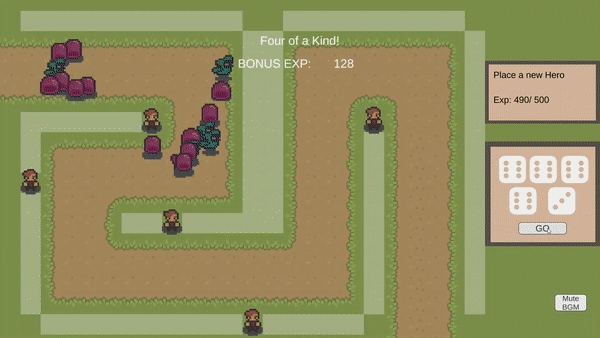 Four of a Kind!
BONUS EXP: 128
Place a new Hero
Exp: 490/ 500
GO
Mute
BGM